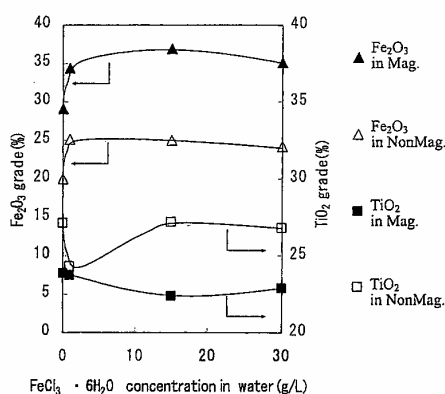 40
35
30
25
20
15
10
5
0
Fe₂O₃ grade(%)
40
35
30
25
20
TiO₂ grade(%)
0 10 20 30
FeCl₃ ・6H₂O concentration in water(g/L)
Fe₂O₃
in Mag.
Fe₂O₃
in NonMag.
TiO₂
in Mag.
TiO₂
in NonMag.